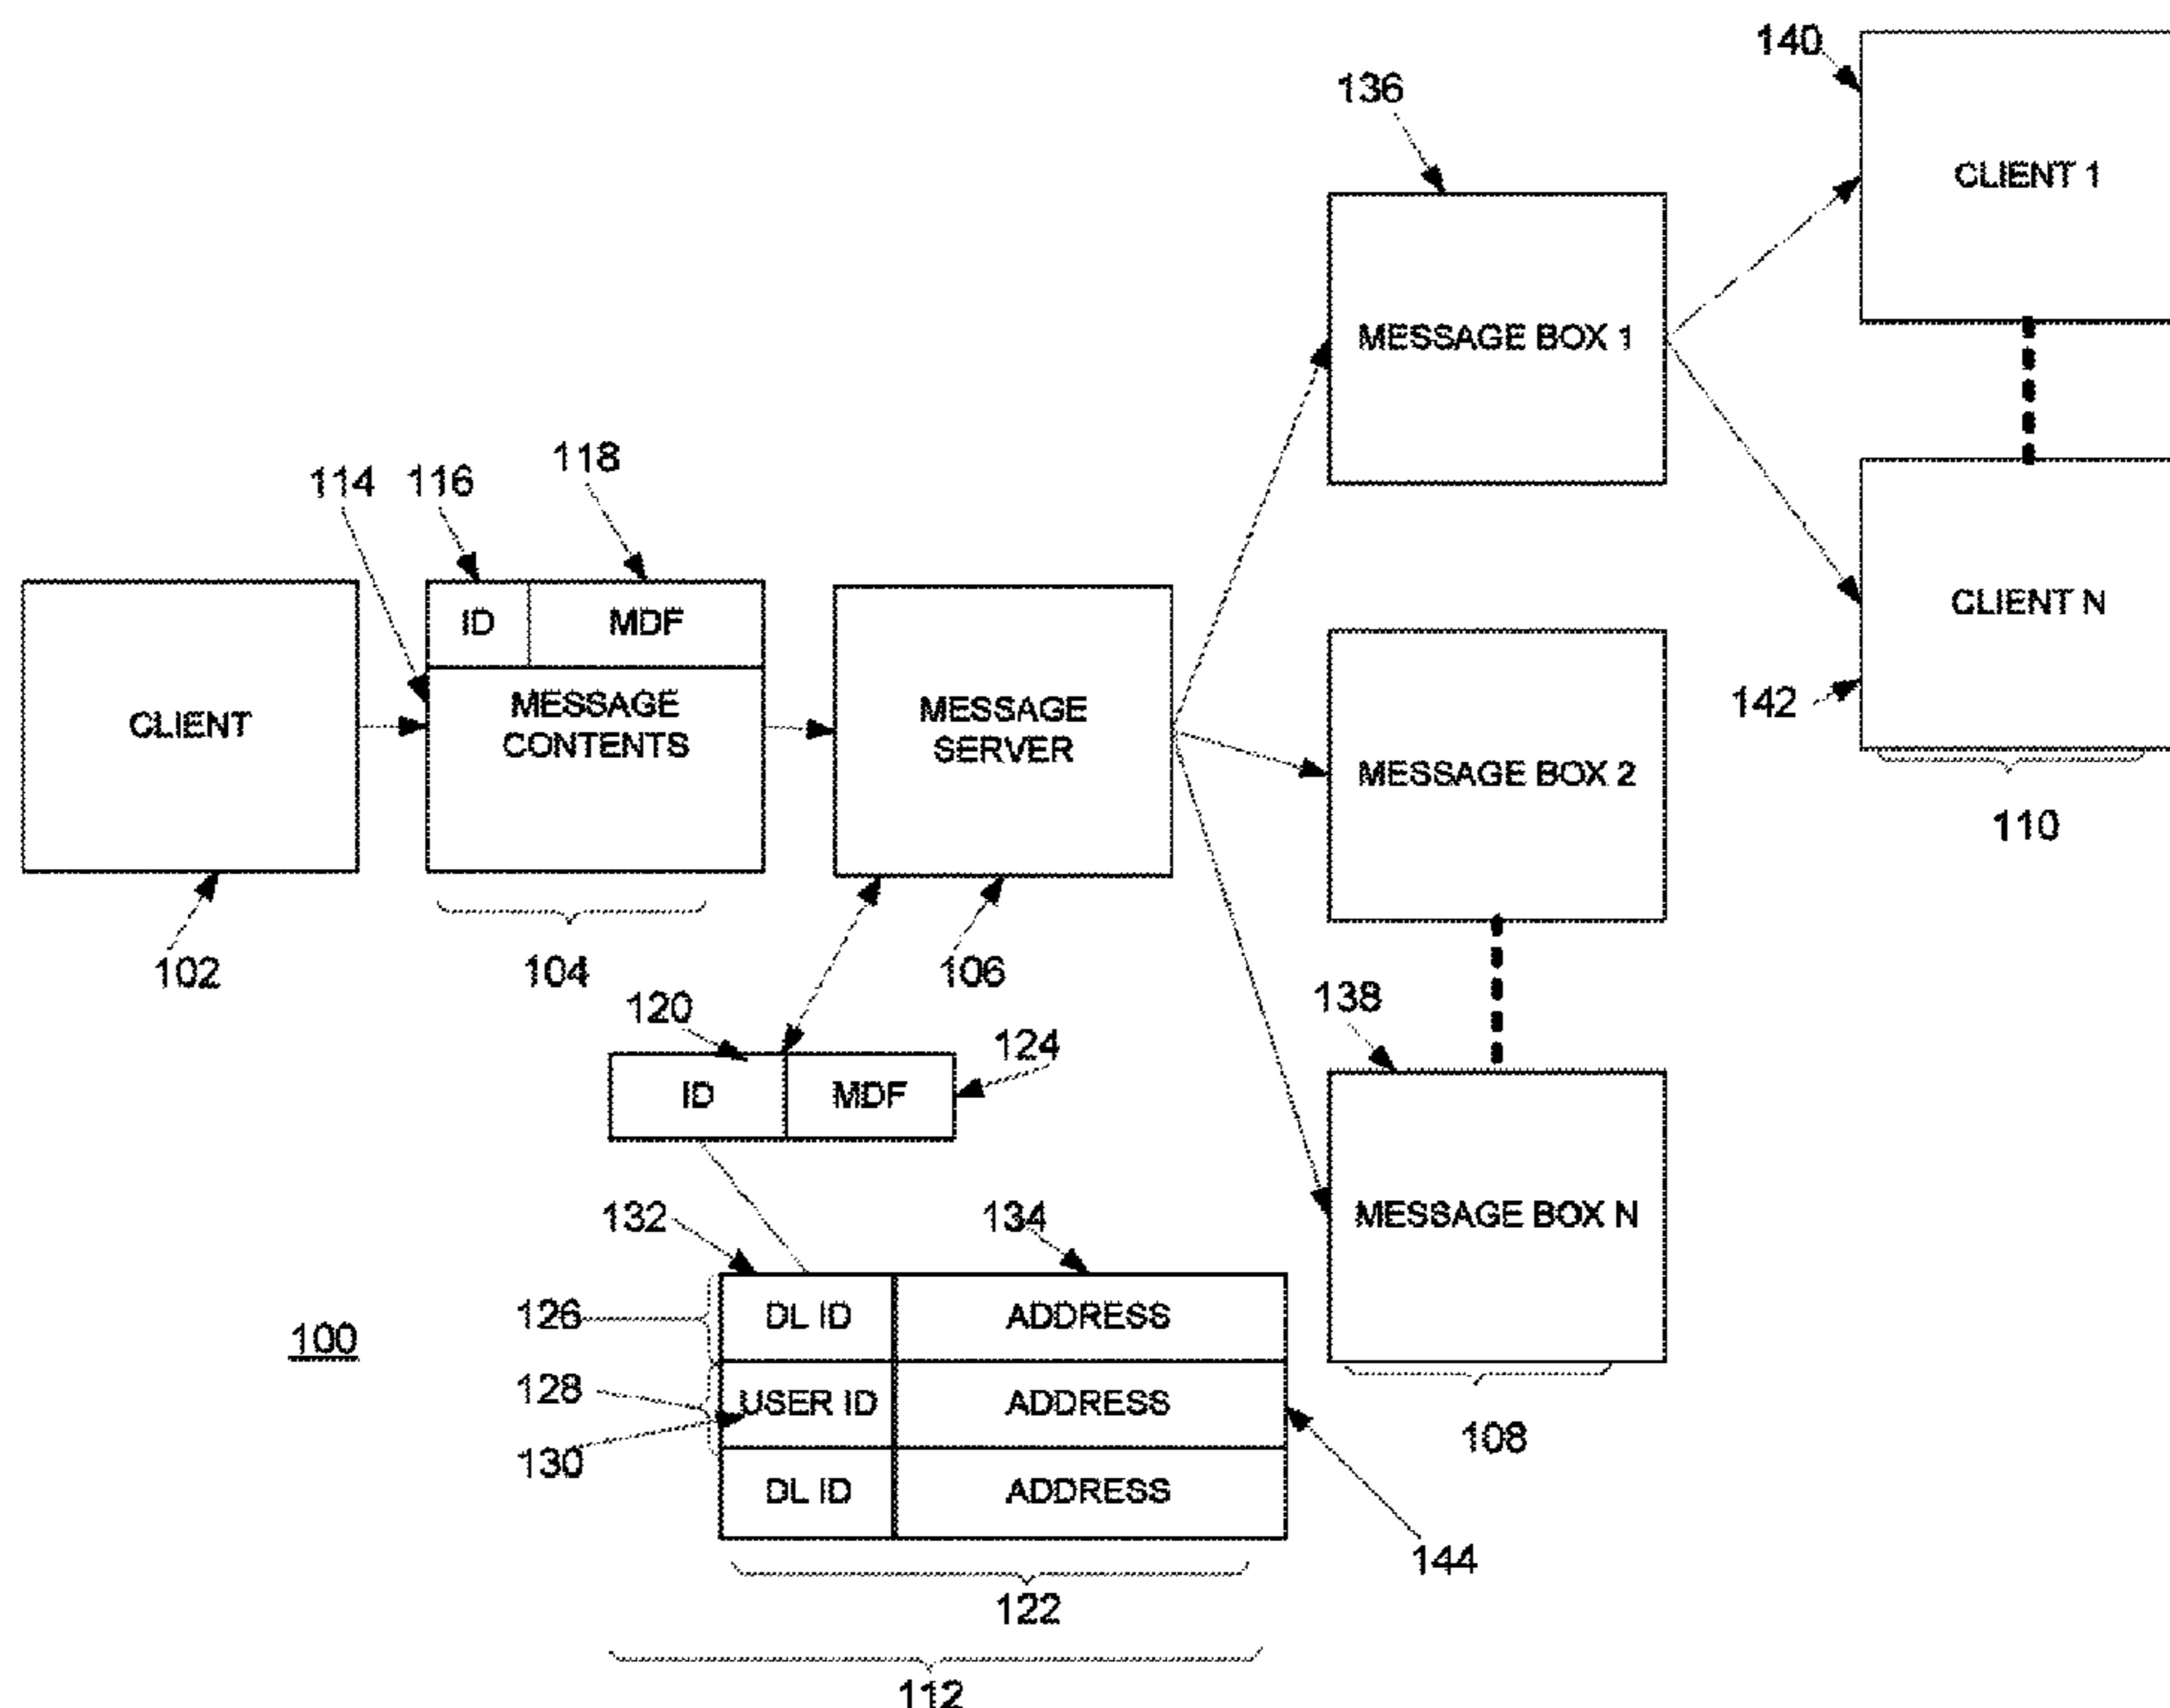 140
CLIENT 1
136
MESSAGE BOX 1
118
114
116
ID
MDF
CLIENT N
CLIENT
MESSAGE
CONTENTS
MESSAGE
SERVER
142
MESSAGE BOX 2
110
102
104
106
120
138
124
ID
MDF
132
134
MESSAGE BOX N
126
DL ID
ADDRESS
100
128
USER ID
ADDRESS
130
108
DL ID
ADDRESS
144
122
112